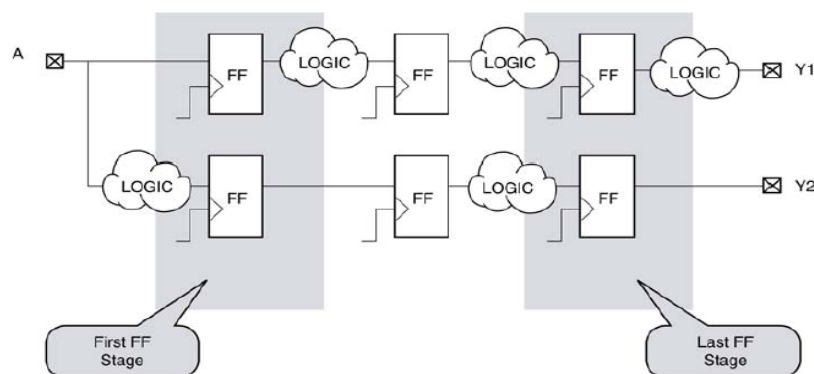 A
FF
LOGIC
FF
LOGIC
FF
LOGIC
Y1
LOGIC
FF
FF
LOGIC
FF
Y2
First FF
Stage
Last FF
Stage